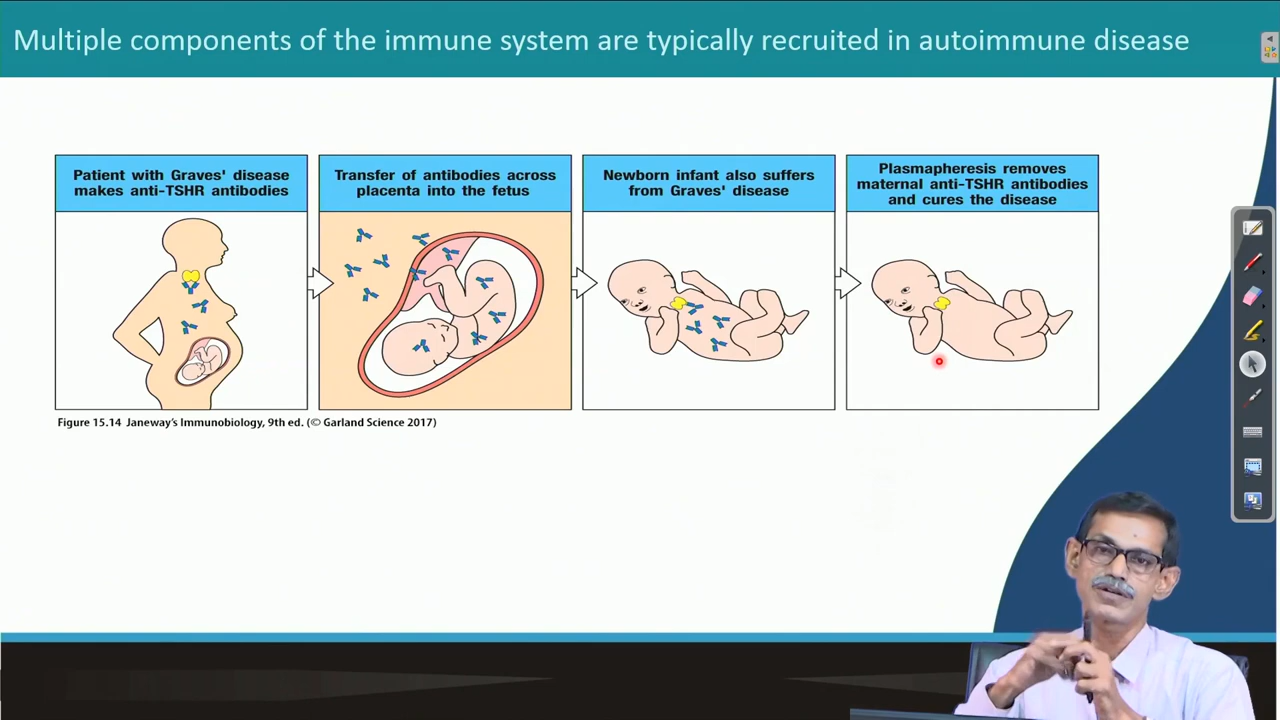 Multiple components of the immune system are typically recruited in autoimmune disease
Patient with Graves' disease
makes anti-TSHR antibodies
Transfer of antibodies across
placenta into the fetus
Newborn infant also suffers
from Graves' disease
Plasmapheresis removes
maternal anti-TSHR antibodies
and cures the disease
Figure 15.14 Janeway's Immunobiology, 9th ed. (© Garland Science 2017)